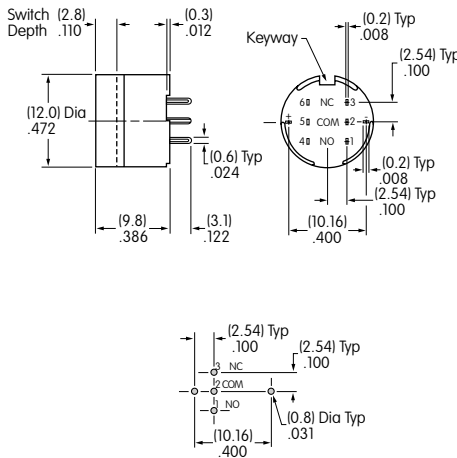 Switch
Depth
(2.8)
.110
(0.3)
.012
(12.0) Dia
.472
(0.6) Typ
.024
(9.8)
.386
(3.1)
.122
Keyway
(0.2) Typ
.008
(2.54) Typ
.100
6 NC 3
+ 5 COM 2 -
4 NO 1
(0.2) Typ
.008
(2.54) Typ
.100
(10.16)
.400
(2.54) Typ
.100
(2.54) Typ
.100
3 NC
2 COM
1 NO
(0.8) Dia Typ
.031
(10.16)
.400